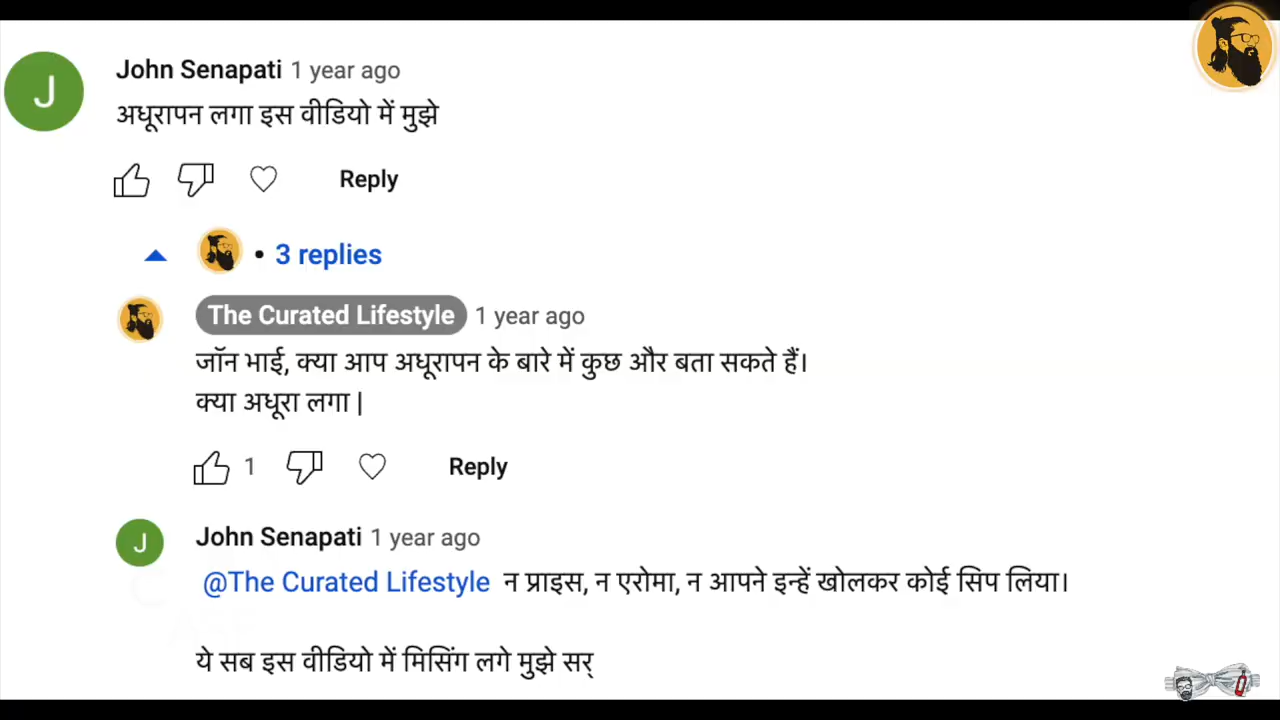 John Senapati 1 year ago
अधूरापन लगा इस वीडियो में मुझे
Reply
• 3 replies
The Curated Lifestyle 1 year ago
जॉन भाई, क्या आप अधूरापन के बारे में कुछ और बता सकते हैं।
क्या अधूरा लगा |
1 Reply
John Senapati 1 year ago
@The Curated Lifestyle न प्राइस, न एरोमा, न आपने इन्हें खोलकर कोई सिप लिया।
ये सब इस वीडियो में मिसिंग लगे मुझे सर्